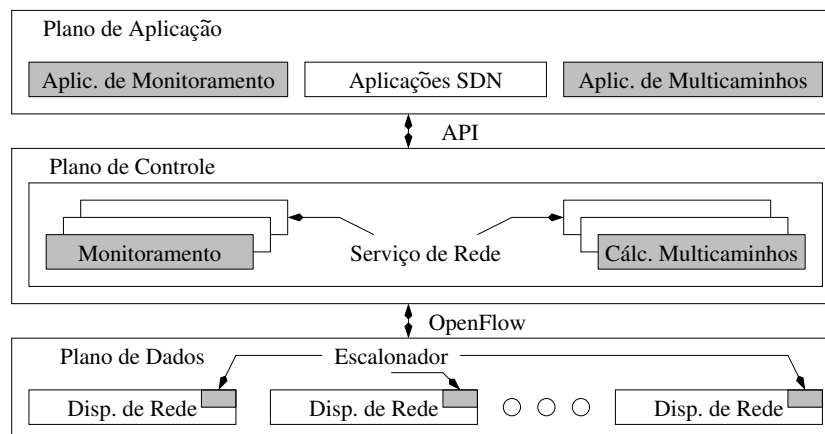 Plano de Aplicação
Aplic. de Monitoramento
Aplicações SDN
Aplic. de Multicaminhos
API
Plano de Controle
Monitoramento
Serviço de Rede
Cálc. Multicaminhos
OpenFlow
Plano de Dados
Escalonador
Disp. de Rede
Disp. de Rede
Disp. de Rede